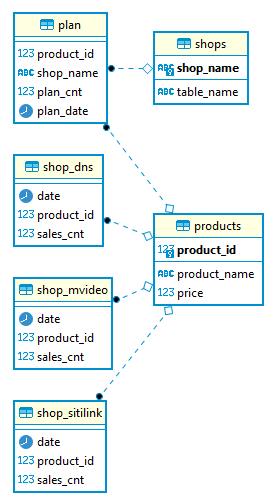 plan
123 product_id
ABC shop_name
123 plan_cnt
plan_date
shops
ABC shop_name
ABC table_name
shop_dns
date
123 product_id
123 sales_cnt
products
123 product_id
ABC product_name
123 price
shop_mvideo
date
123 product_id
123 sales_cnt
shop_sitilink
date
123 product_id
123 sales_cnt